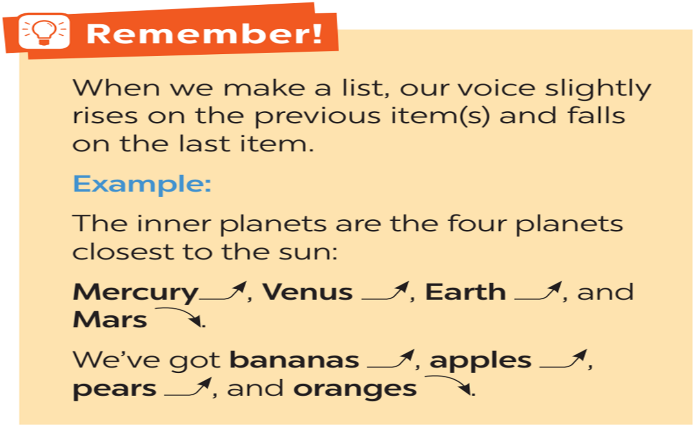 Remember!
When we make a list, our voice slightly
rises on the previous item(s) and falls
on the last item.
Example:
The inner planets are the four planets
closest to the sun:
Mercury, Venus, Earth, and
Mars.
We've got bananas, apples,
pears, and oranges.